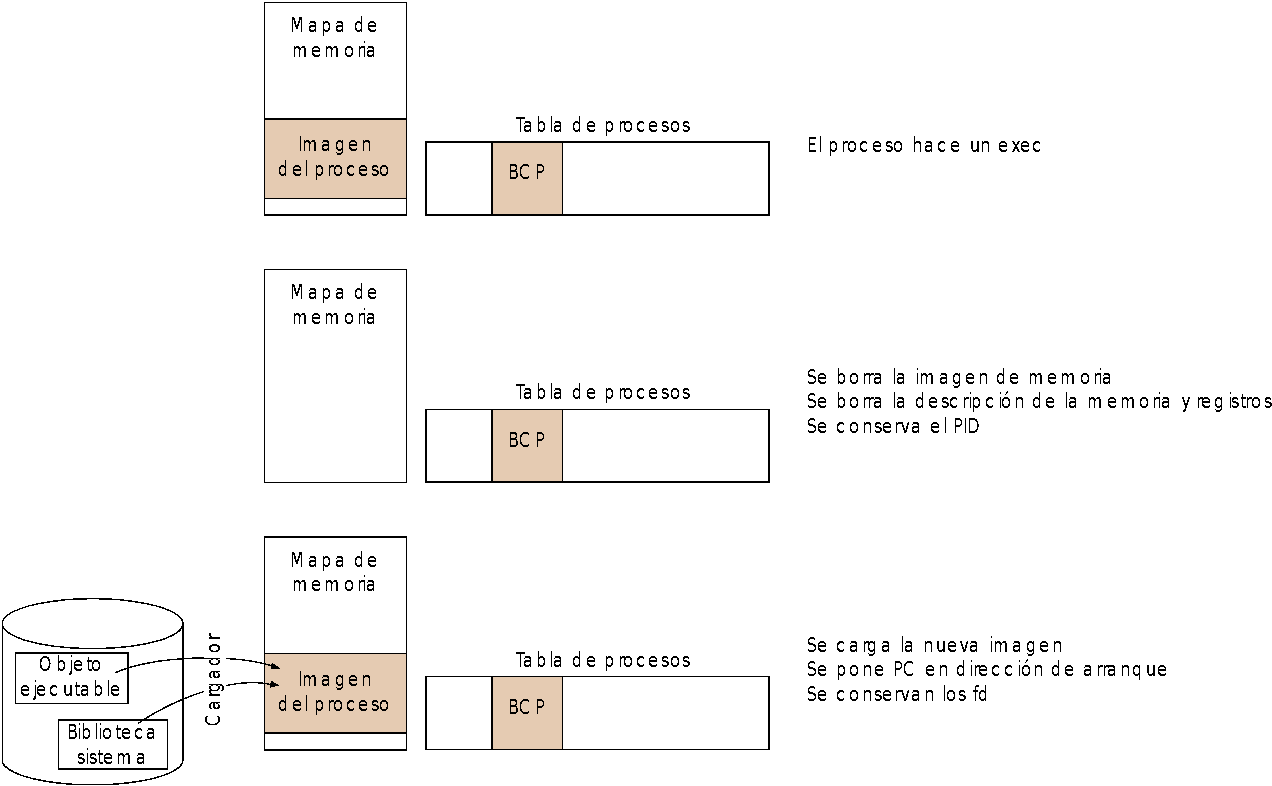 Mapa de
memoria
Imagen
del proceso
Tabla de procesos
BCP
El proceso hace un exec
Mapa de
memoria
Tabla de procesos
BCP
Se borra la imagen de memoria
Se borra la descripción de la memoria y registros
Se conserva el PID
Objeto
ejecutable
Biblioteca
sistema
Cargador
Mapa de
memoria
Imagen
del proceso
Tabla de procesos
BCP
Se carga la nueva imagen
Se pone PC en dirección de arranque
Se conservan los fd